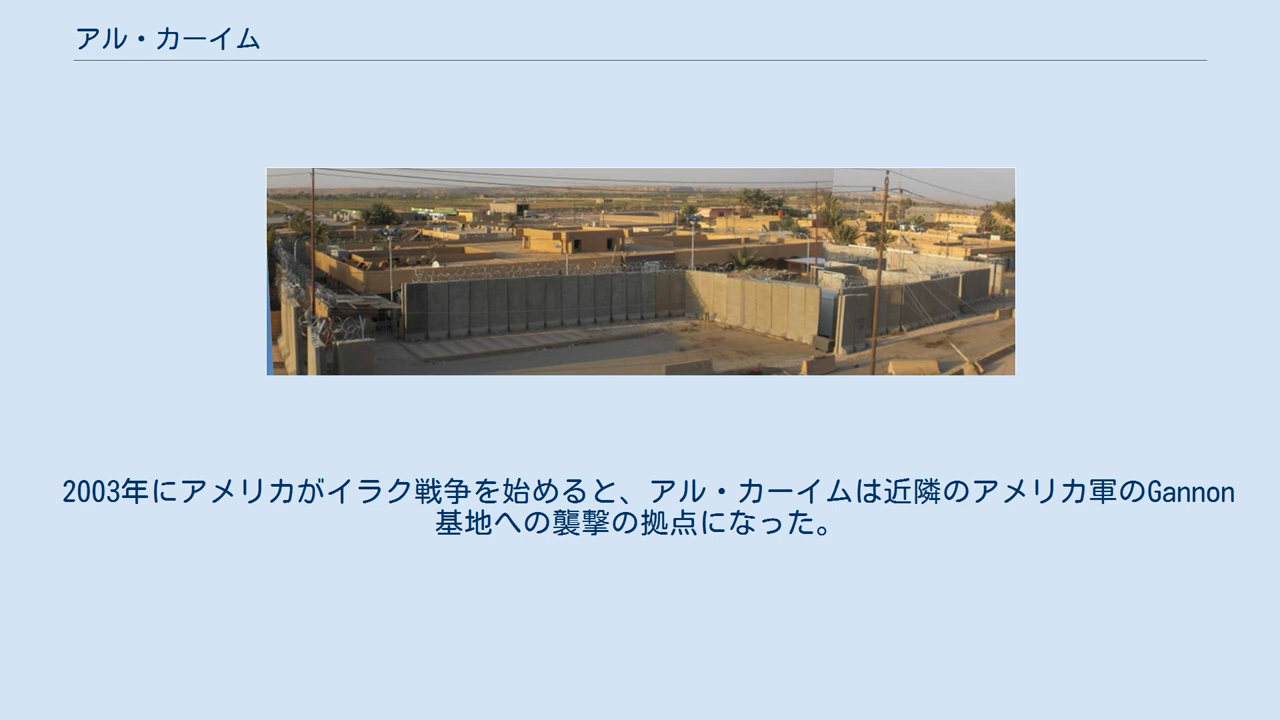 アル・カーイム
2003年にアメリカがイラク戦争を始めると、アル・カーイムは近隣のアメリカ軍のGannon
基地への襲撃の拠点になった。